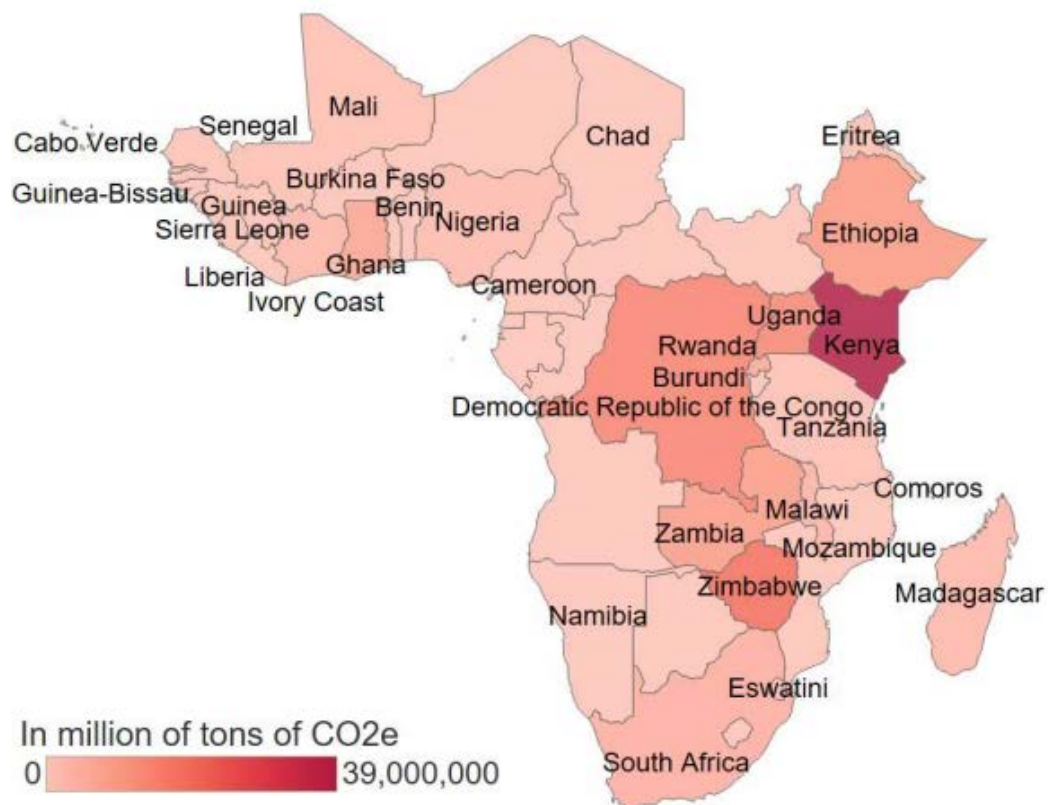 Mali
Senegal
Chad
Eritrea
Cabo Verde
Burkina Faso
Guinea-Bissau
Guinea
Benin
Nigeria
Sierra Leone
Ethiopia
Ghana
Liberia
Cameroon
Ivory Coast
Uganda
Rwanda
Kenya
Burundi
Democratic Republic of the Congo
Tanzania
Comoros
Malawi
Zambia
Mozambique
Zimbabwe
Madagascar
Namibia
Eswatini
In million of tons of CO2e
South Africa
0 39,000,000